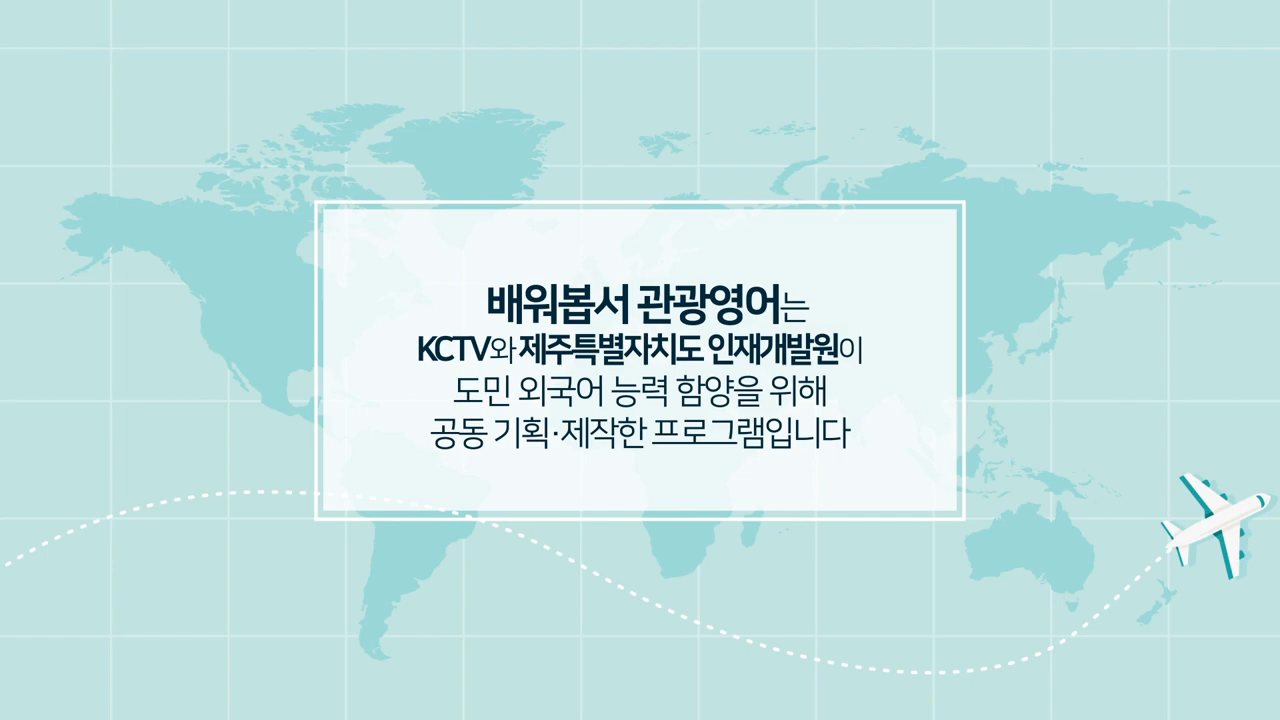 배워봅서 관광영어는
KCTV와 제주특별자치도 인재개발원이
도민 외국어 능력 함양을 위해
공동 기획·제작한 프로그램입니다